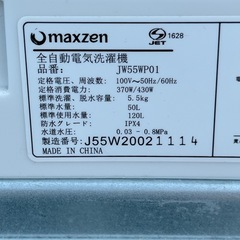 maxzen
S
JET
1628
全自動電気洗濯機
品番： JW55WP01
定格電圧、周波数： 100V～50Hz/60Hz
定格消費電力： 370W/430W
標準洗濯、脱水容量： 5.5kg
標準水量： 50L
標準使用水量： 120L
防水グレード： IPX4
水道水圧： 0.03 - 0.8MPa
製造番号： J55W20021114
MADE IN CHINA